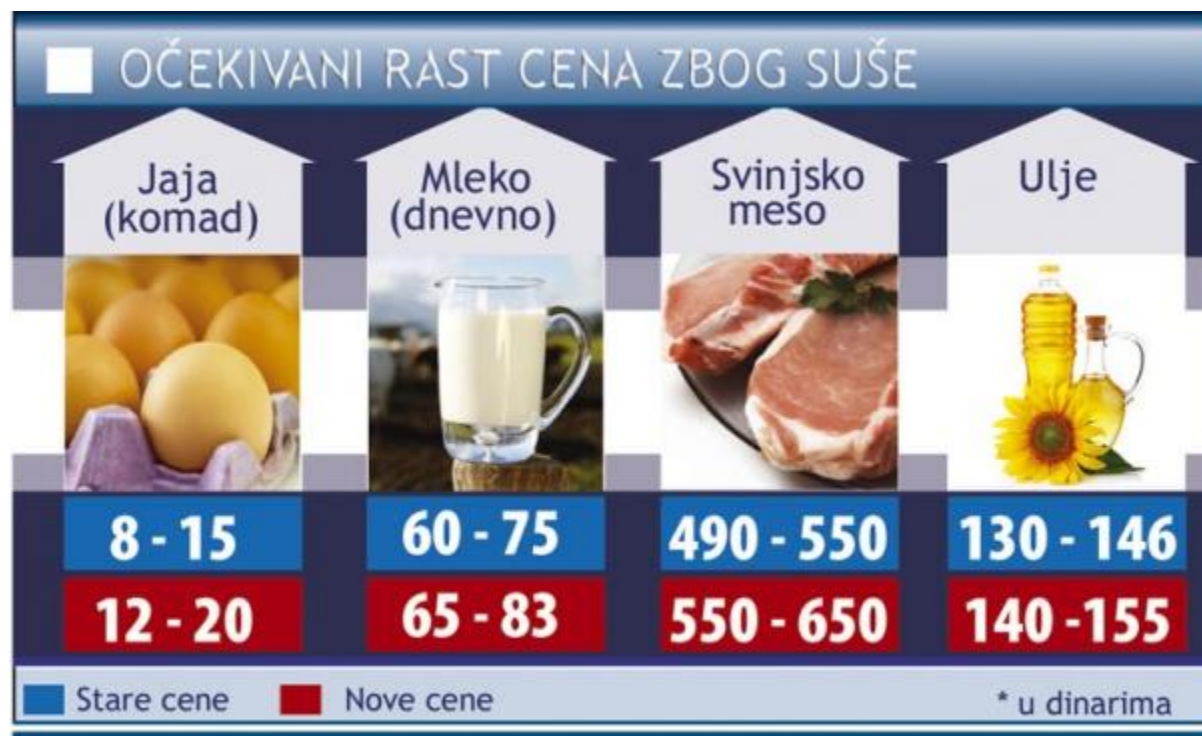 OČEKIVANI RAST CENA ZBOG SUŠE
Jaja
(komad)
Mleko
(dnevno)
Svinjsko
meso
Ulje
8 - 15
60 - 75
490 - 550
130 - 146
12 - 20
65 - 83
550 - 650
140 -155
Stare cene
Nove cene
* u dinarima